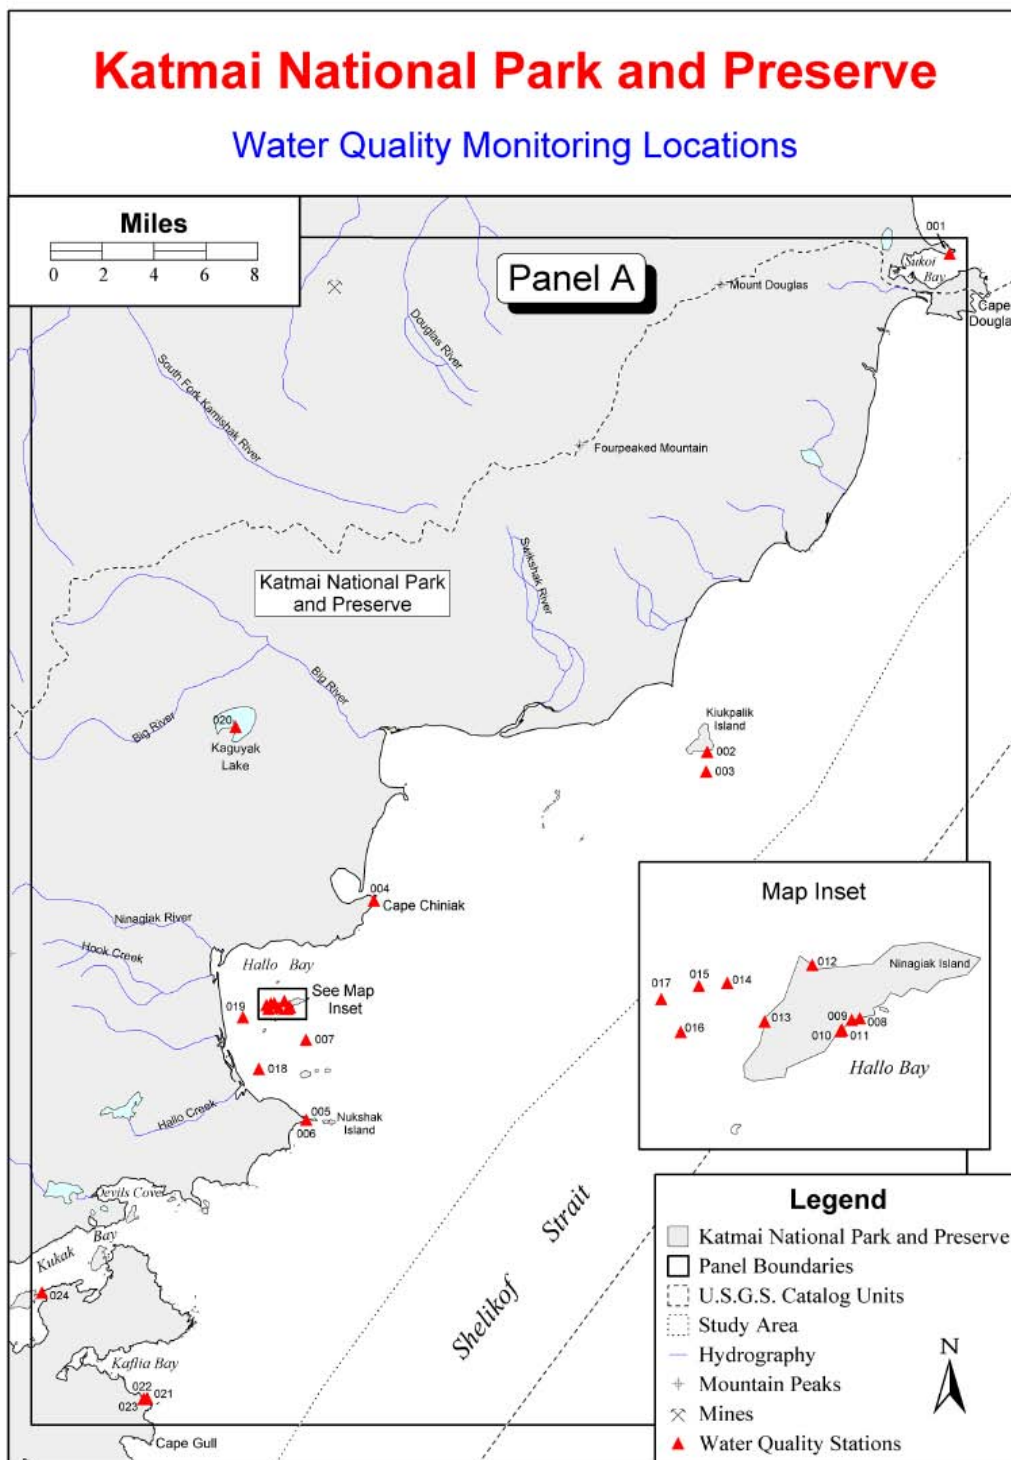 Katmai National Park and Preserve
Water Quality Monitoring Locations
Miles
0 2 4 6 8
Panel A
001
Sukoi
Bay
Mount Douglas
Cape
Douglas
Douglas River
South Fork Kamishak River
Fourpeaked Mountain
Katmai National Park
and Preserve
Swikshak River
Big River
Big River
020
Kaguyak
Lake
Kiukpalik
Island
002
003
004
Cape Chiniak
Ninagiak River
Hook Creek
Hallo Bay
See Map
Inset
019
007
018
005
006
Nukshak
Island
Hallo Creek
Devils Cove
Kukak Bay
024
Kaflia Bay
022
021
023
Cape Gull
Shelikof Strait
Map Inset
012
Ninagiak Island
017
015
014
016
013
009
008
010
011
Hallo Bay
Legend
Katmai National Park and Preserve
Panel Boundaries
U.S.G.S. Catalog Units
Study Area
Hydrography
Mountain Peaks
Mines
Water Quality Stations
N